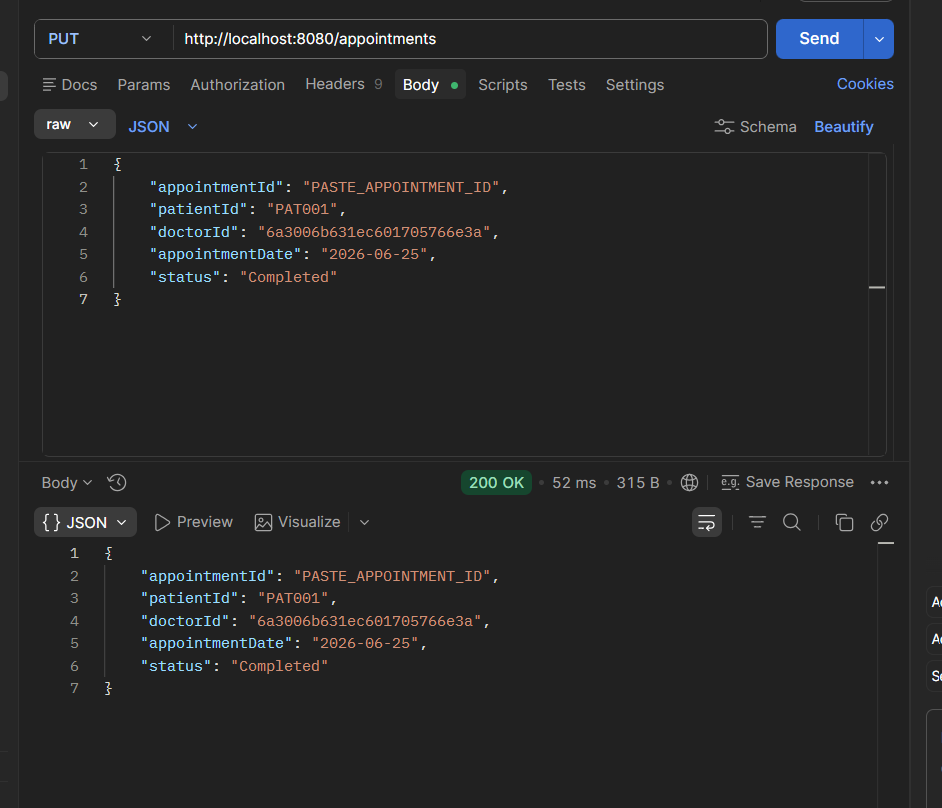 PUT http://localhost:8080/appointments Send
Docs Params Authorization Headers 9 Body Scripts Tests Settings Cookies
raw JSON Schema Beautify
1 {
2 "appointmentId": "PASTE_APPOINTMENT_ID",
3 "patientId": "PAT001",
4 "doctorId": "6a3006b631ec601705766e3a",
5 "appointmentDate": "2026-06-25",
6 "status": "Completed"
7 }
Body 200 OK • 52 ms • 315 B • e.g. Save Response
{} JSON Preview Visualize
1 {
2 "appointmentId": "PASTE_APPOINTMENT_ID",
3 "patientId": "PAT001",
4 "doctorId": "6a3006b631ec601705766e3a",
5 "appointmentDate": "2026-06-25",
6 "status": "Completed"
7 }